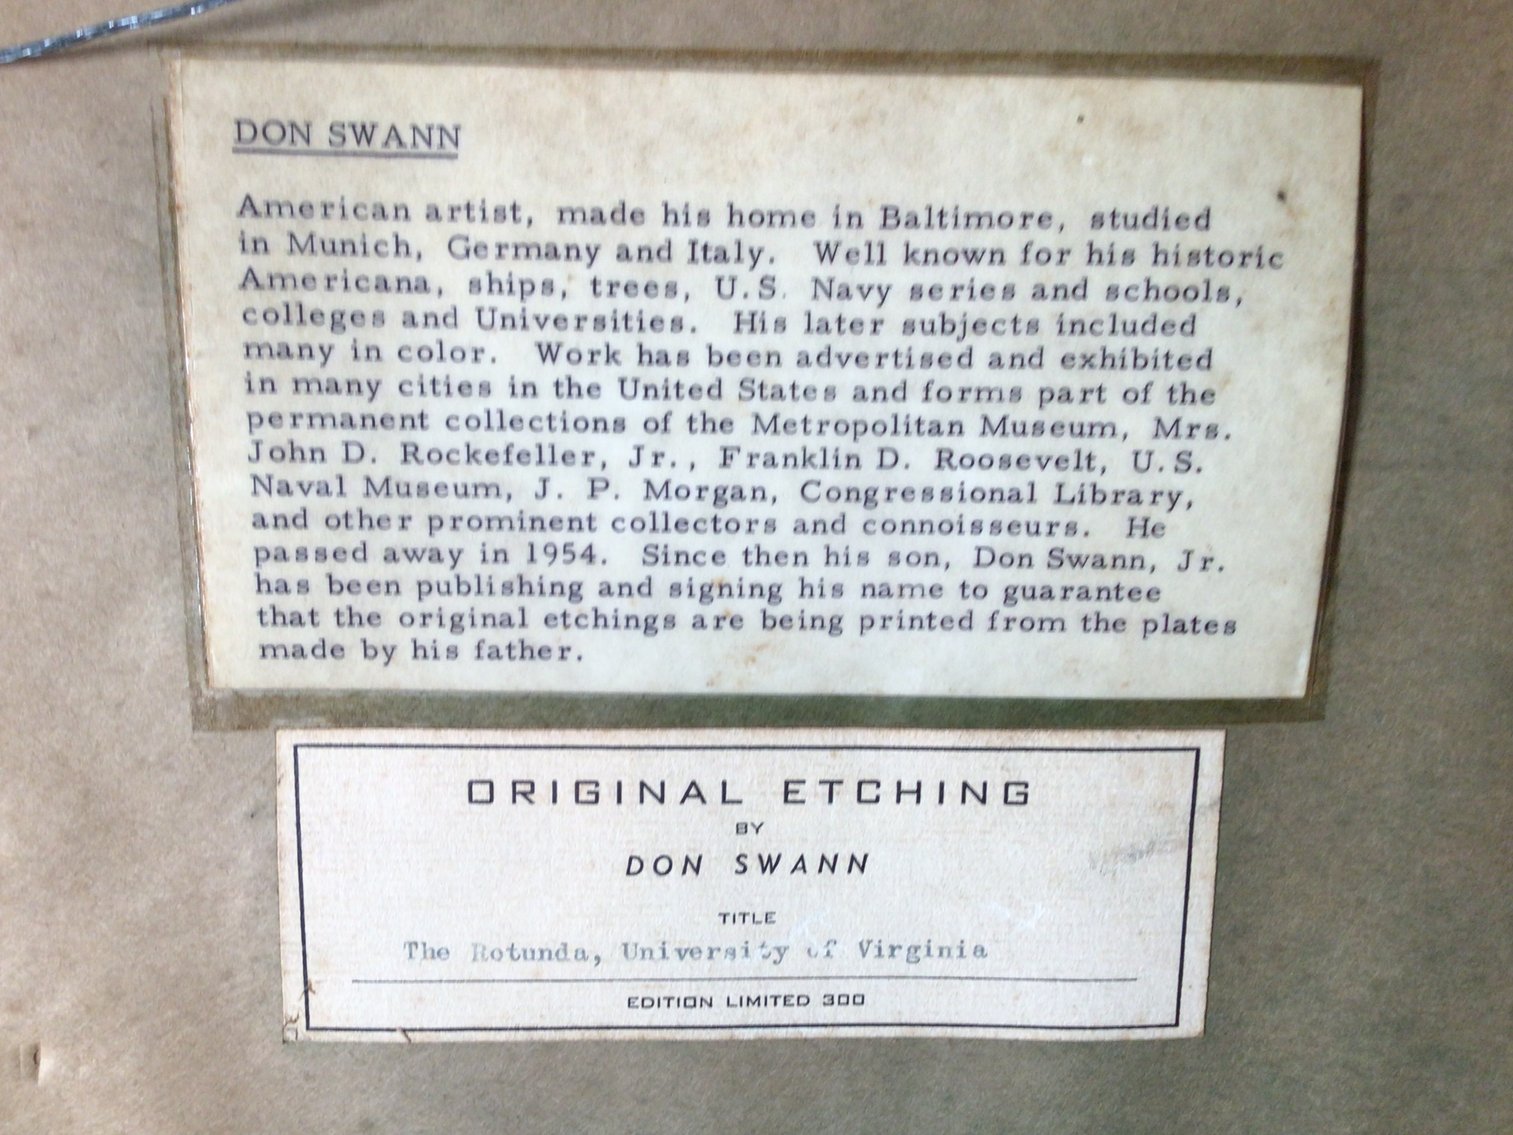 DON SWANN
American artist, made his home in Baltimore, studied
in Munich, Germany and Italy. Well known for his historic
Americana, ships, trees, U.S. Navy series and schools,
colleges and Universities. His later subjects included
many in color. Work has been advertised and exhibited
in many cities in the United States and forms part of the
permanent collections of the Metropolitan Museum, Mrs.
John D. Rockefeller, Jr., Franklin D. Roosevelt, U.S.
Naval Museum, J. P. Morgan, Congressional Library,
and other prominent collectors and connoisseurs. He
passed away in 1954. Since then his son, Don Swann, Jr.
has been publishing and signing his name to guarantee
that the original etchings are being printed from the plates
made by his father.
ORIGINAL ETCHING
BY
DON SWANN
TITLE
The Rotunda, University of Virginia
EDITION LIMITED 300